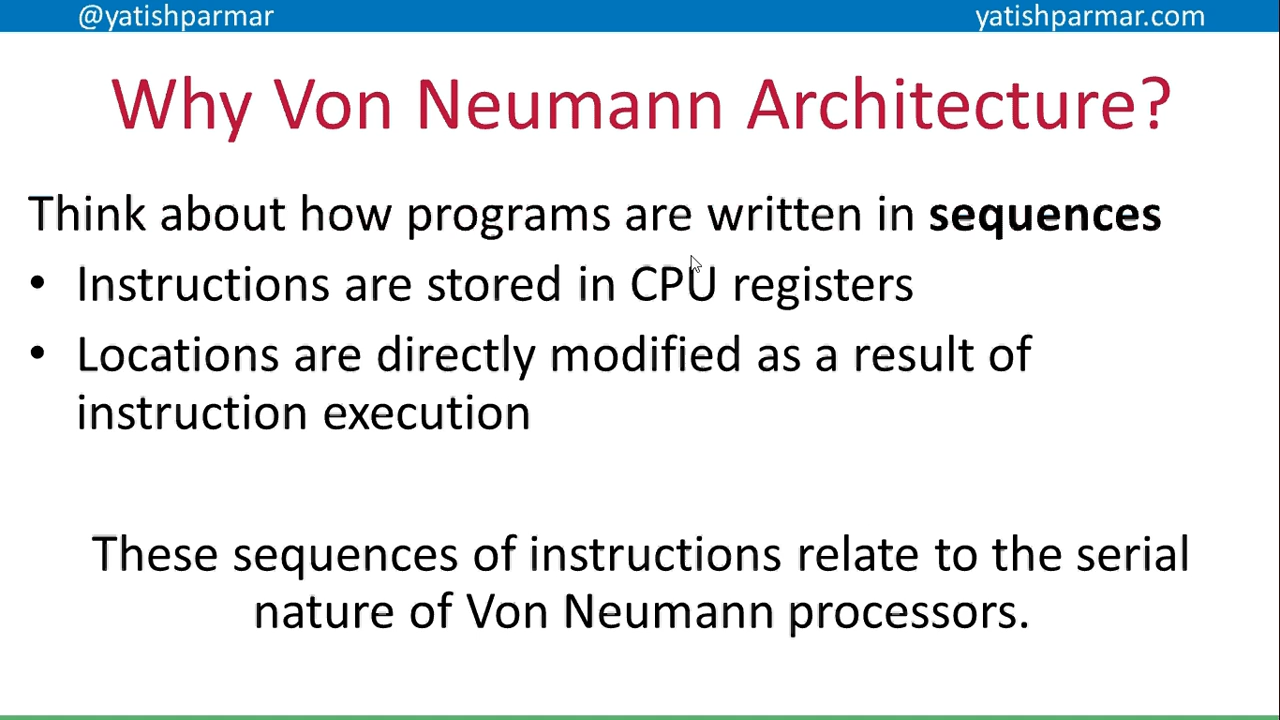 @yatishparmar
yatishparmar.com
Why Von Neumann Architecture?
Think about how programs are written in sequences
• Instructions are stored in CPU registers
• Locations are directly modified as a result of
instruction execution
These sequences of instructions relate to the serial
nature of Von Neumann processors.